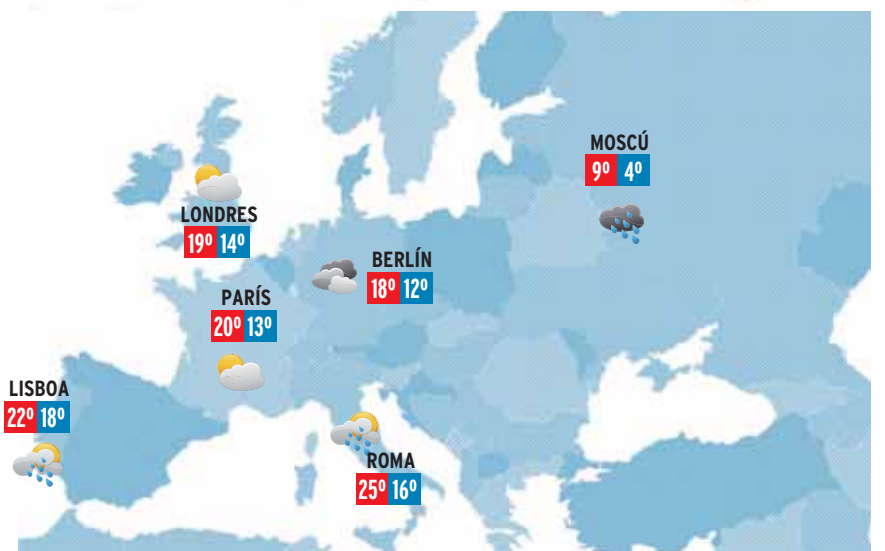 MOSCÚ
9º 4º
LONDRES
19º 14º
BERLÍN
18º 12º
PARÍS
20º 13º
LISBOA
22º 18º
ROMA
25º 16º